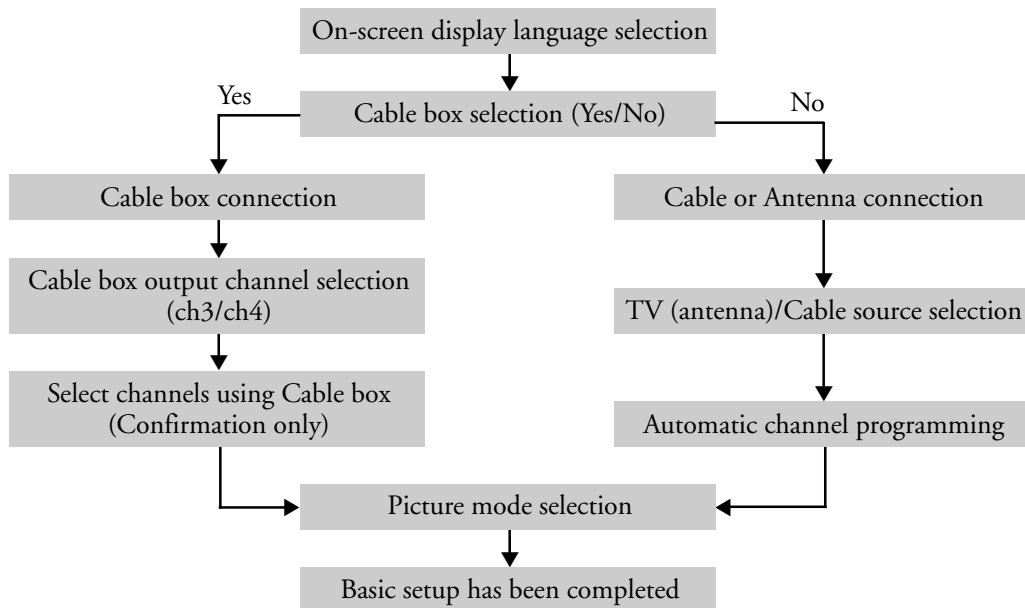 On-screen display language selection
Yes
Cable box selection (Yes/No)
No
Cable box connection
Cable box output channel selection
(ch3/ch4)
Select channels using Cable box
(Confirmation only)
Cable or Antenna connection
TV (antenna)/Cable source selection
Automatic channel programming
Picture mode selection
Basic setup has been completed